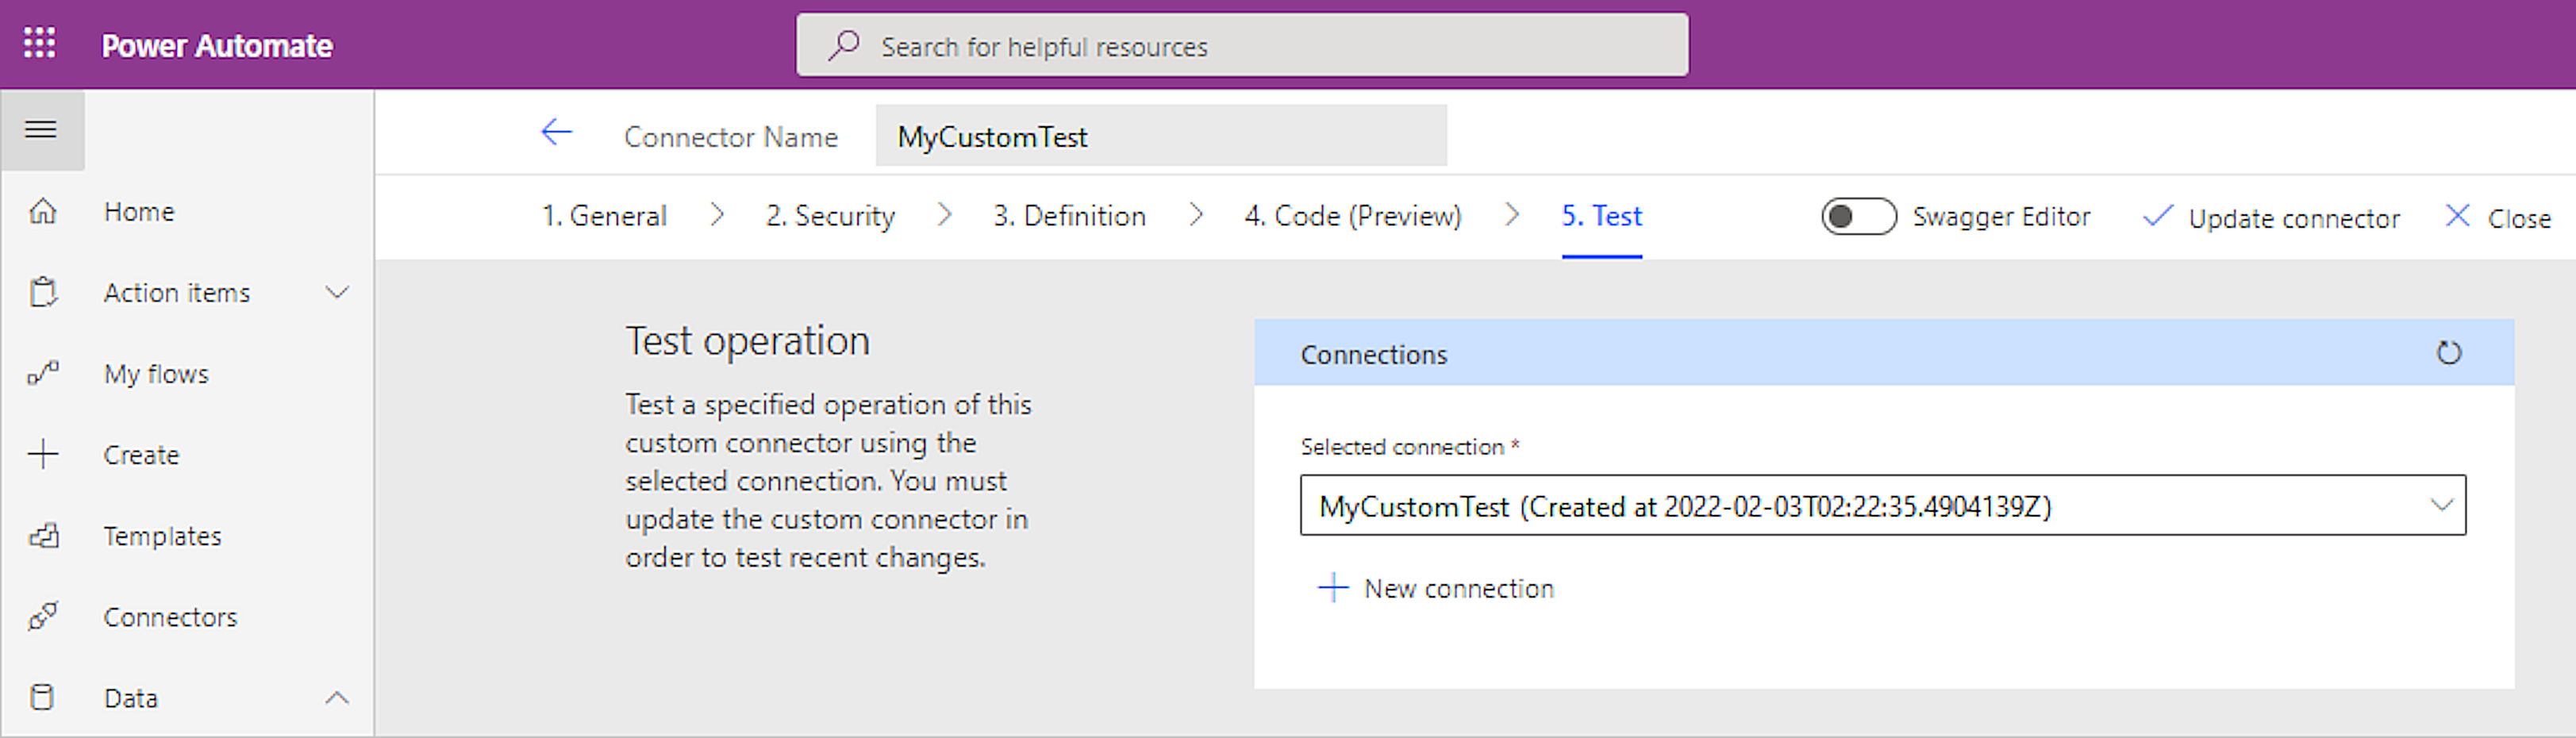 Power Automate
Search for helpful resources
Connector Name
MyCustomTest
1. General
2. Security
3. Definition
4. Code (Preview)
5. Test
Swagger Editor
Update connector
Close
Home
Action items
My flows
Create
Templates
Connectors
Data
Test operation
Test a specified operation of this
custom connector using the
selected connection. You must
update the custom connector in
order to test recent changes.
Connections
Selected connection *
MyCustomTest (Created at 2022-02-03T02:22:35.4904139Z)
New connection